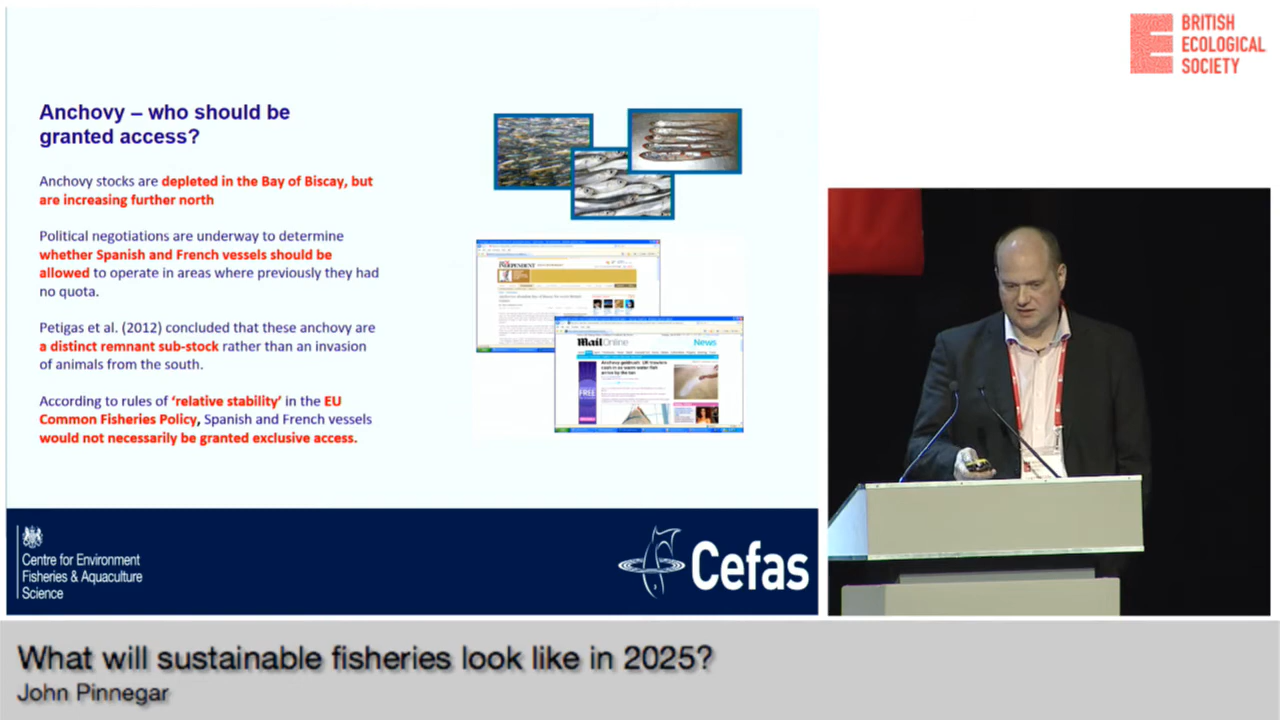 BRITISH
ECOLOGICAL
SOCIETY
Anchovy – who should be
granted access?
Anchovy stocks are depleted in the Bay of Biscay, but
are increasing further north
Political negotiations are underway to determine
whether Spanish and French vessels should be
allowed to operate in areas where previously they had
no quota.
Petigas et al. (2012) concluded that these anchovy are
a distinct remnant sub-stock rather than an invasion
of animals from the south.
According to rules of ‘relative stability’ in the EU
Common Fisheries Policy, Spanish and French vessels
would not necessarily be granted exclusive access.
INDEPENDENT
Mail Online
News
FREE
Centre for Environment
Fisheries & Aquaculture
Science
Cefas
What will sustainable fisheries look like in 2025?
John Pinnegar